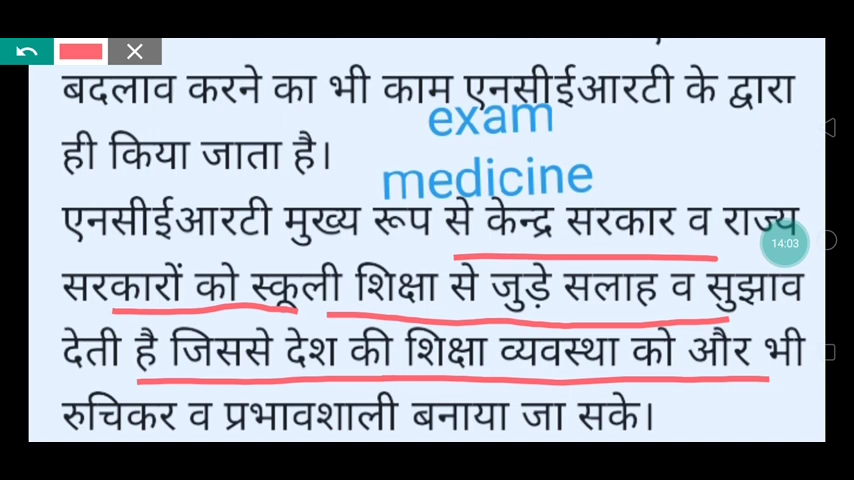 बदलाव करने का भी काम एनसीईआरटी के द्वारा
exam
ही किया जाता है।
medicine
एनसीईआरटी मुख्य रूप से केन्द्र सरकार व राज्य
14:03
सरकारों को स्कूली शिक्षा से जुड़े सलाह व सुझाव
देती है जिससे देश की शिक्षा व्यवस्था को और भी
रुचिकर व प्रभावशाली बनाया जा सके।